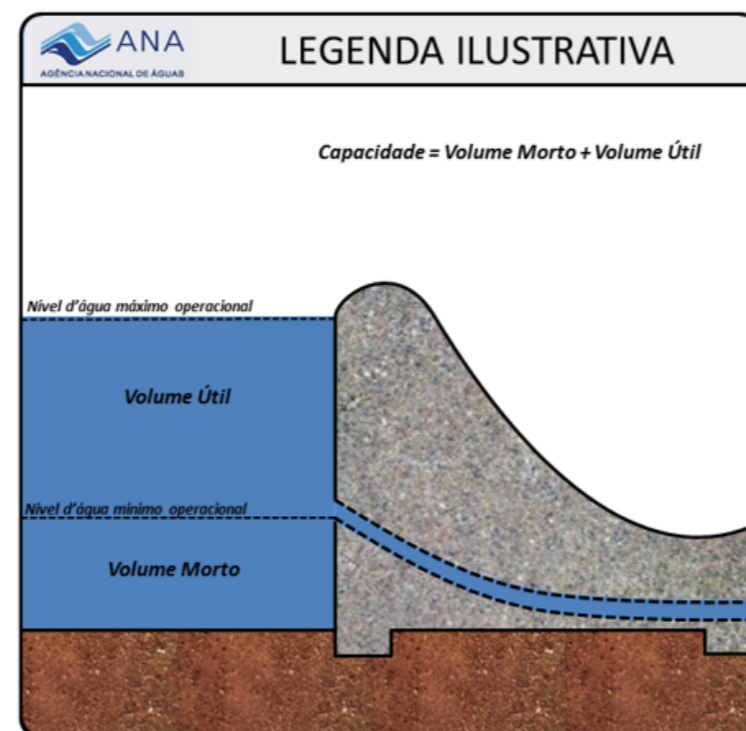 ANA
AGÊNCIA NACIONAL DE ÁGUAS
LEGENDA ILUSTRATIVA
Capacidade = Volume Morto + Volume Útil
Nível d'água máximo operacional
Volume Útil
Nível d'água mínimo operacional
Volume Morto